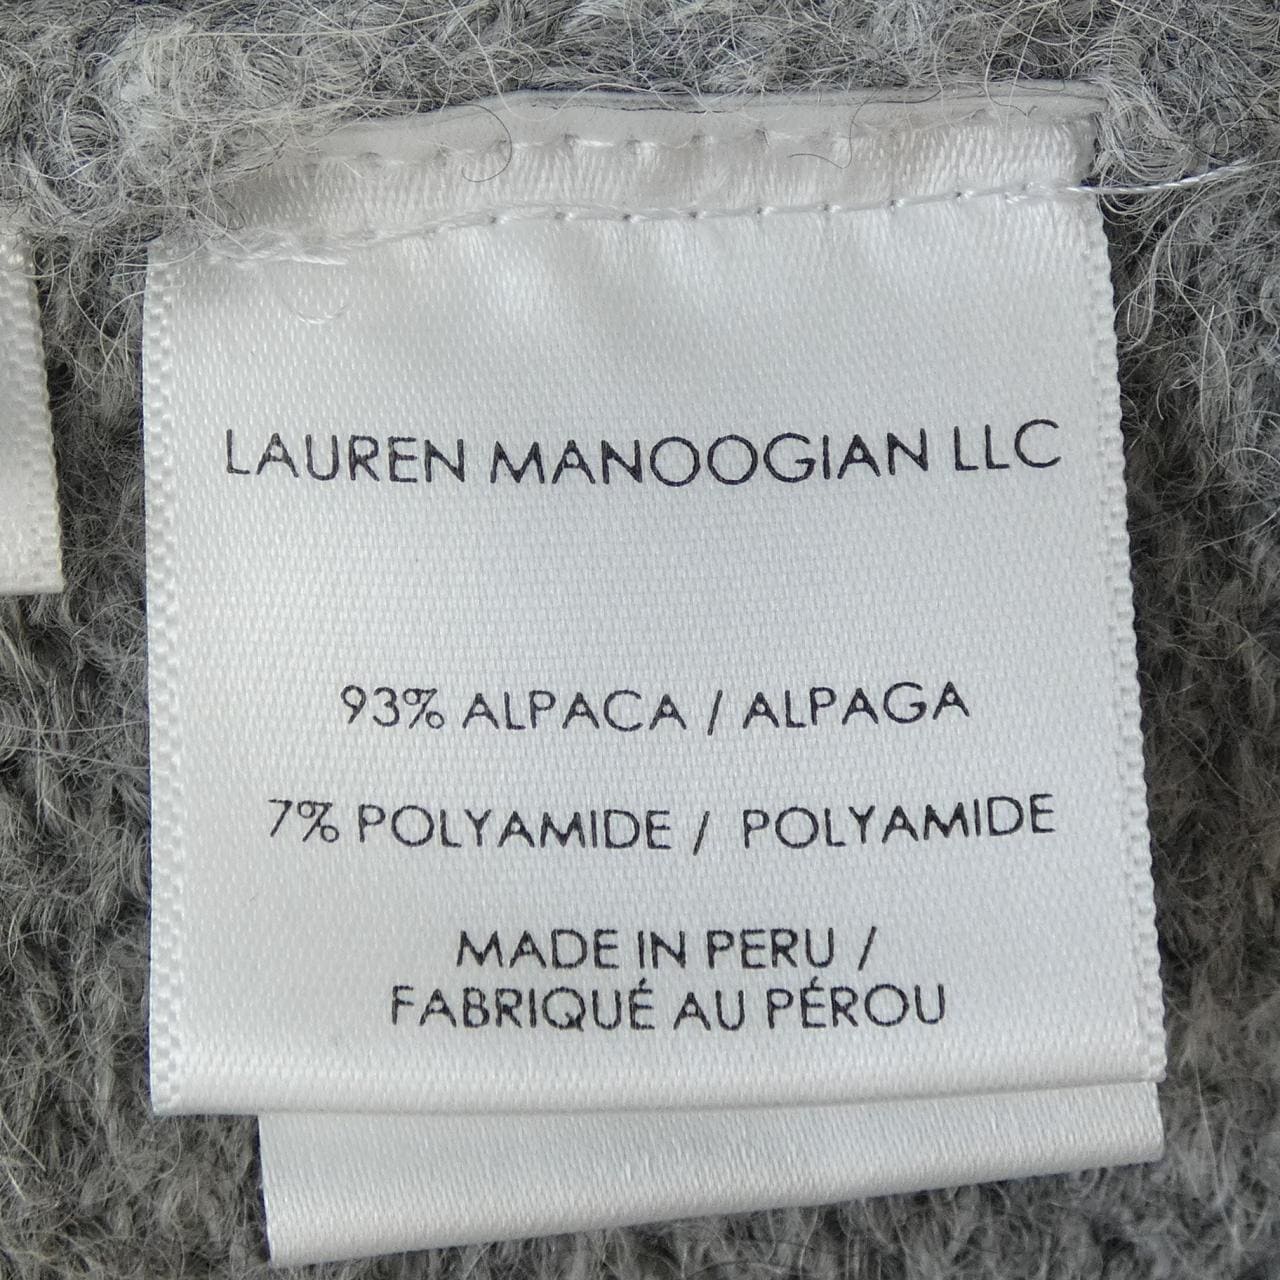 LAUREN MANOOGIAN LLC
93% ALPACA / ALPAGA
7% POLYAMIDE / POLYAMIDE
MADE IN PERU /
FABRIQUÉ AU PÉROU